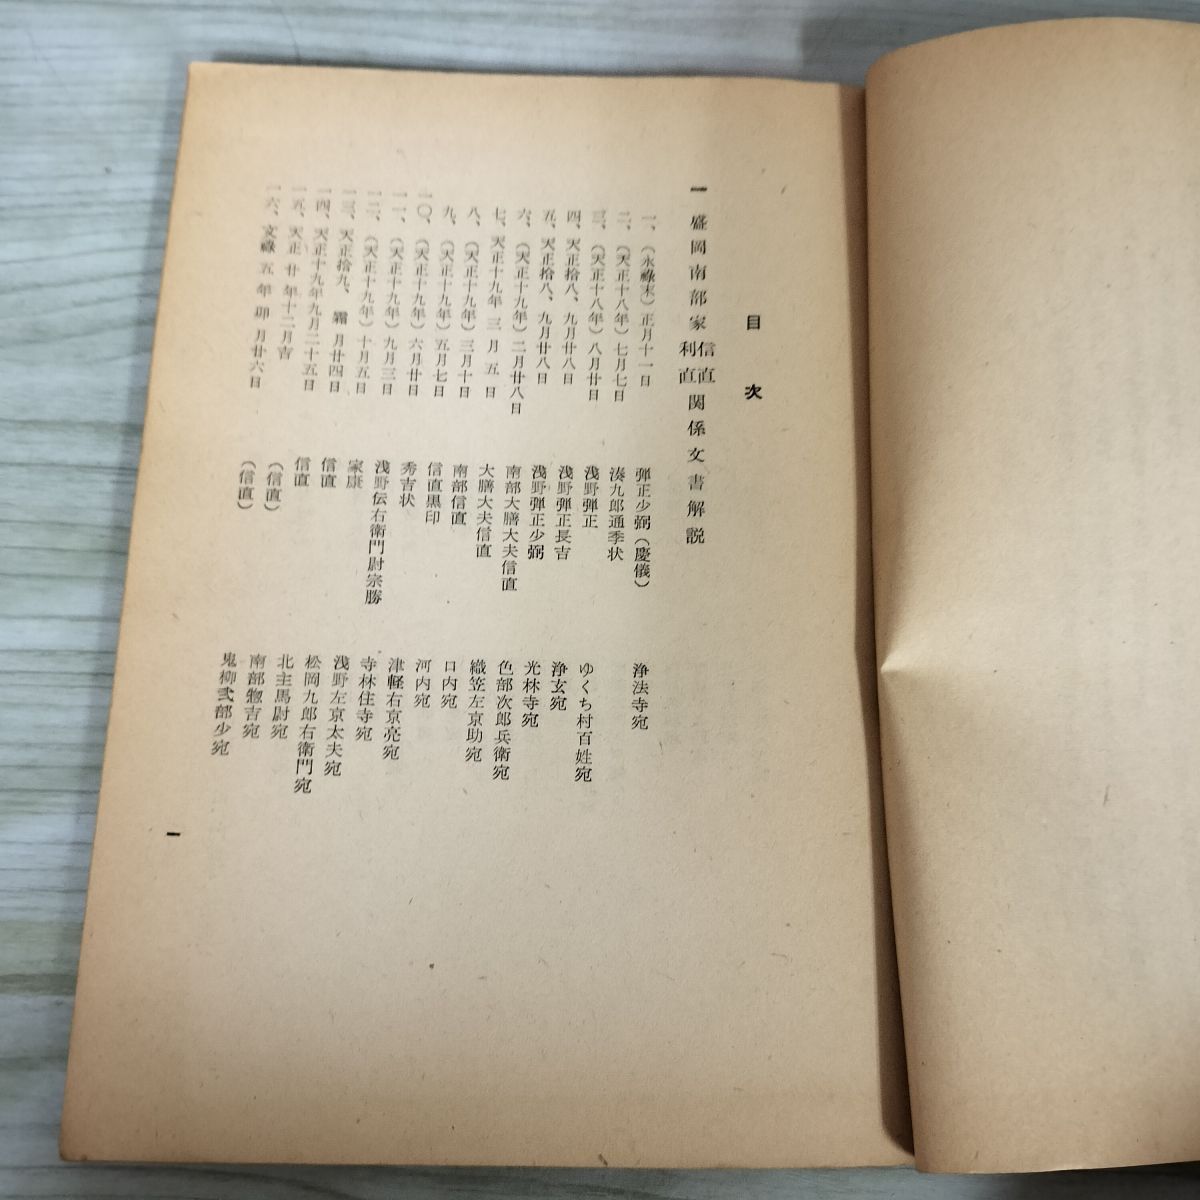 目次
一 盛岡南部家信直利直関係文書解説
一、（永祿末）正月十一日 弾正少弼（慶儀） 浄法寺宛
二、（天正十八年）七月七日 湊九郎通季状
三、（天正十八年）八月廿日 浅野弾正 ゆくち村百姓宛
四、天正拾八、九月廿八日 浅野弾正長吉 浄玄宛
五、天正拾八、九月廿八日 浅野弾正少弼 光林寺宛
六、（天正十九年）二月廿八日 南部大膳大夫信直 色部次郎兵衛宛
七、天正十九年 三月五日 大膳大夫信直 織笠左京助宛
八、（天正十九年）三月十日 南部信直 口内宛
九、（天正十九年）五月七日 信直黒印 河内宛
一〇、（天正十九年）六月廿日 秀吉状 津軽右京亮宛
一一、（天正十九年）九月三日 浅野伝右衛門尉宗勝 寺林住寺宛
一二、（天正十九年）十月五日 家康 浅野左京太夫宛
一三、天正拾九、霜月廿四日 信直 松岡九郎右衛門宛
一四、天正十九年九月二十五日 信直 北主馬尉宛
一五、天正廿年十二月吉 （信直） 南部惣吉宛
一六、文祿五年卯月廿六日 （信直） 鬼柳弐部少宛
一